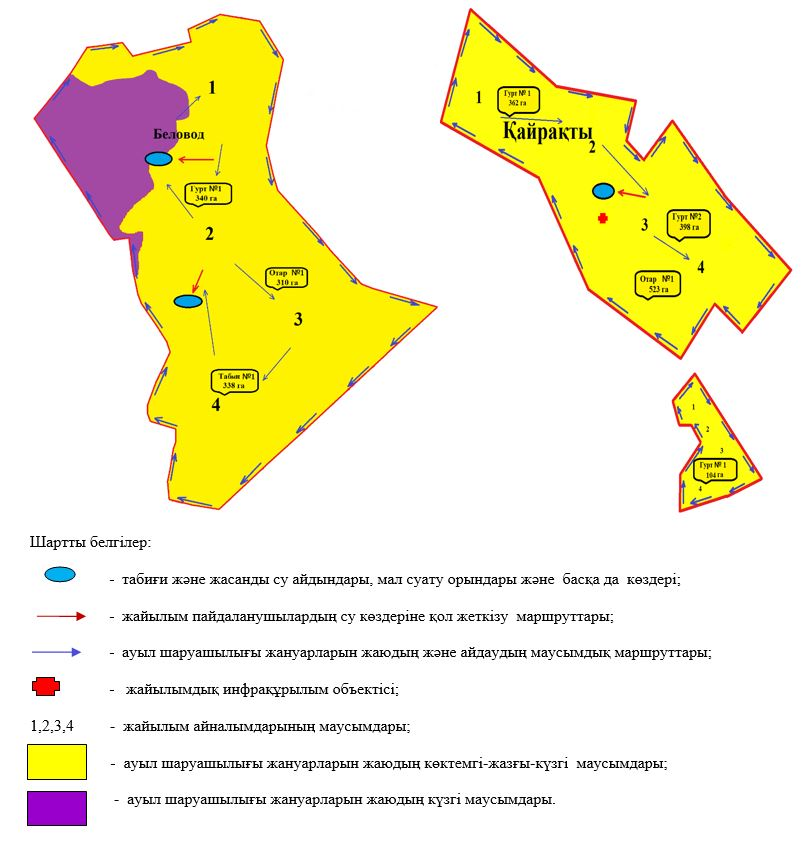 1
Беловод
Гурт №1
340 га
2
Отар №1
310 га
3
Табын №1
338 га
4
1
Гурт № 1
362 га
Қайрақты
2
3
Гурт №2
398 га
4
Отар №1
523 га
1
2
3
Гурт № 1
104 га
4
Шартты белгілер:
- табиғи және жасанды су айдындары, мал суату орындары және басқа да көздері;
- жайылым пайдаланушылардың су көздеріне қол жеткізу маршруттары;
- ауыл шаруашылығы жануарларын жаюдың және айдаудың маусымдық маршруттары;
- жайылымдық инфрақұрылым объектісі;
1,2,3,4 - жайылым айналымдарының маусымдары;
- ауыл шаруашылығы жануарларын жаюдың көктемгі-жазғы-күзгі маусымдары;
- ауыл шаруашылығы жануарларын жаюдың күзгі маусымдары.